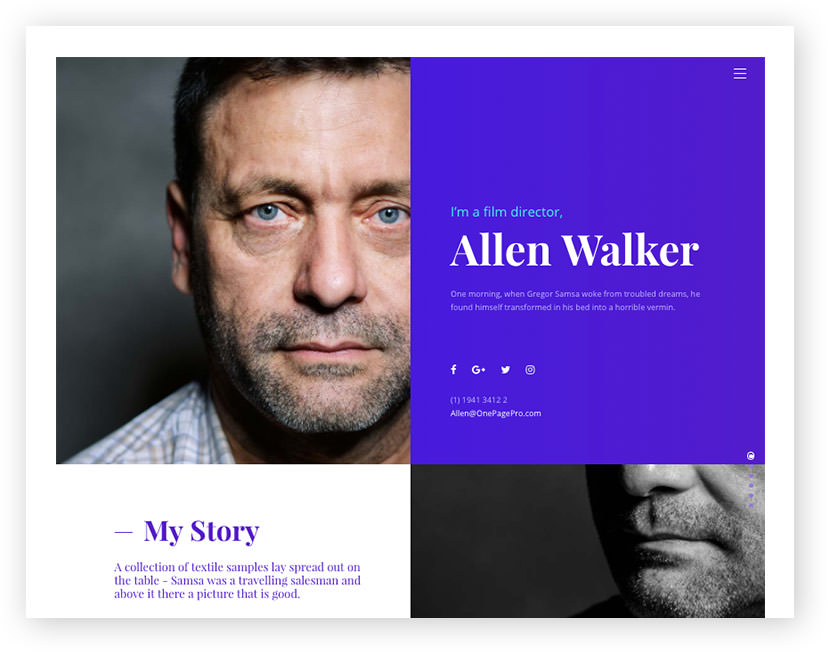 I'm a film director,
Allen Walker
One morning, when Gregor Samsa woke from troubled dreams, he
found himself transformed in his bed into a horrible vermin.
(1) 1941 3412 2
Allen@OnePagePro.com
— My Story
A collection of textile samples lay spread out on
the table - Samsa was a travelling salesman and
above it there a picture that is good.